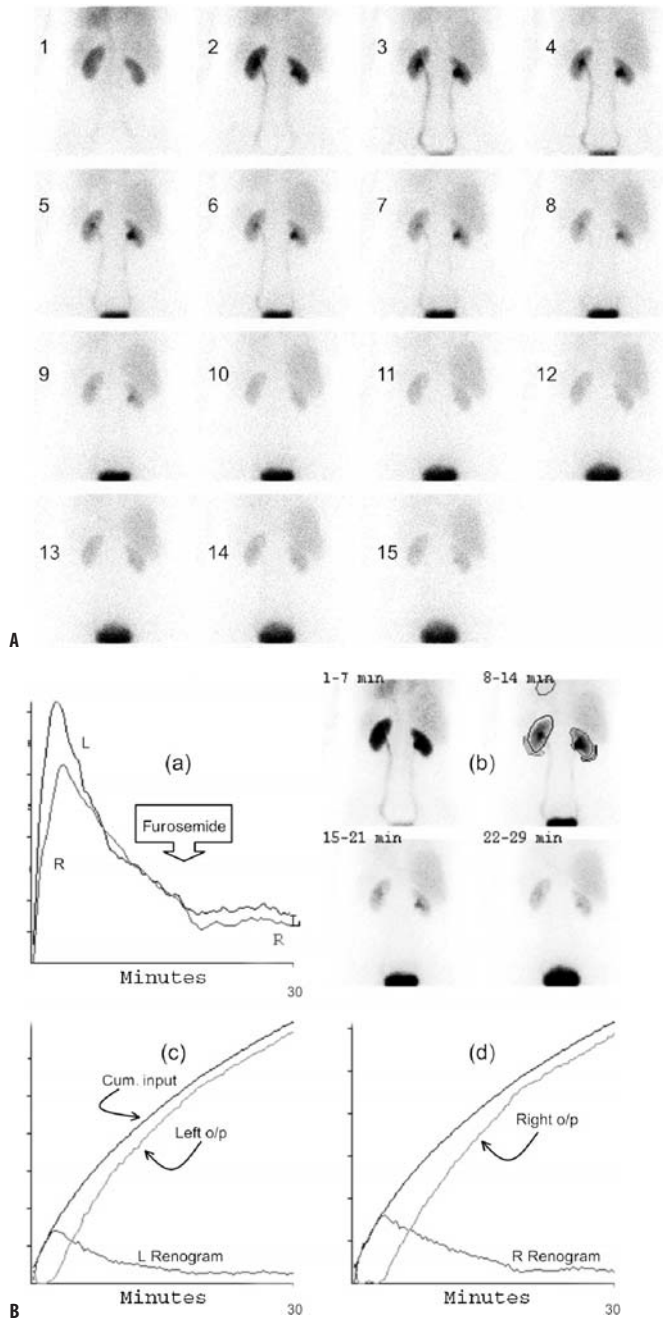 1 2 3 4
5 6 7 8
9 10 11 12
13 14 15
A
1-7 min 8-14 min
(a) (b)
L
Furosemide
R
15-21 min 22-29 min
L
R
Minutes
30
(c) (d)
Cum. input
Left o/p Right o/p
L Renogram R Renogram
B
Minutes Minutes
30 30